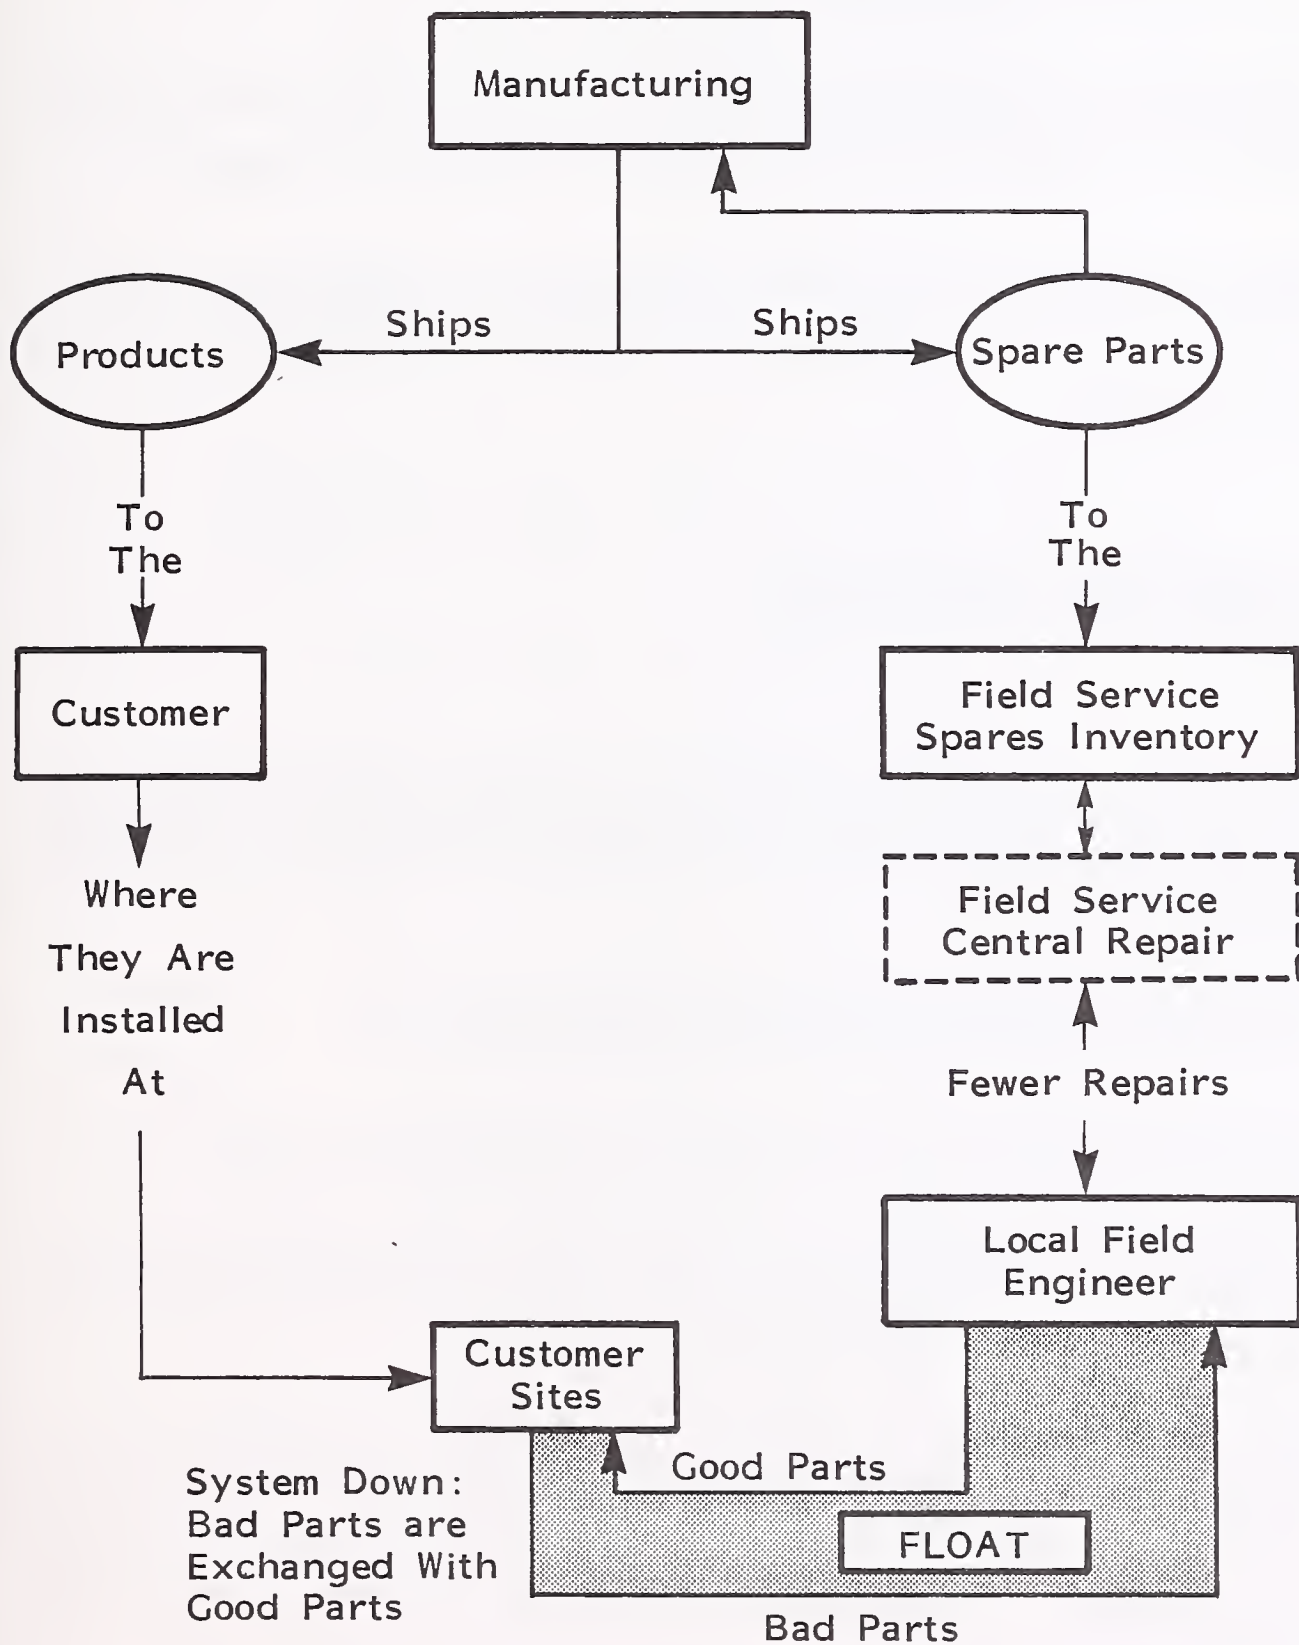 Manufacturing
Ships
Ships
Products
Spare Parts
To
The
To
The
Customer
Field Service
Spares Inventory
Where
They Are
Installed
At
Field Service
Central Repair
Fewer Repairs
Local Field
Engineer
Customer
Sites
Good Parts
System Down:
Bad Parts are
Exchanged With
Good Parts
FLOAT
Bad Parts